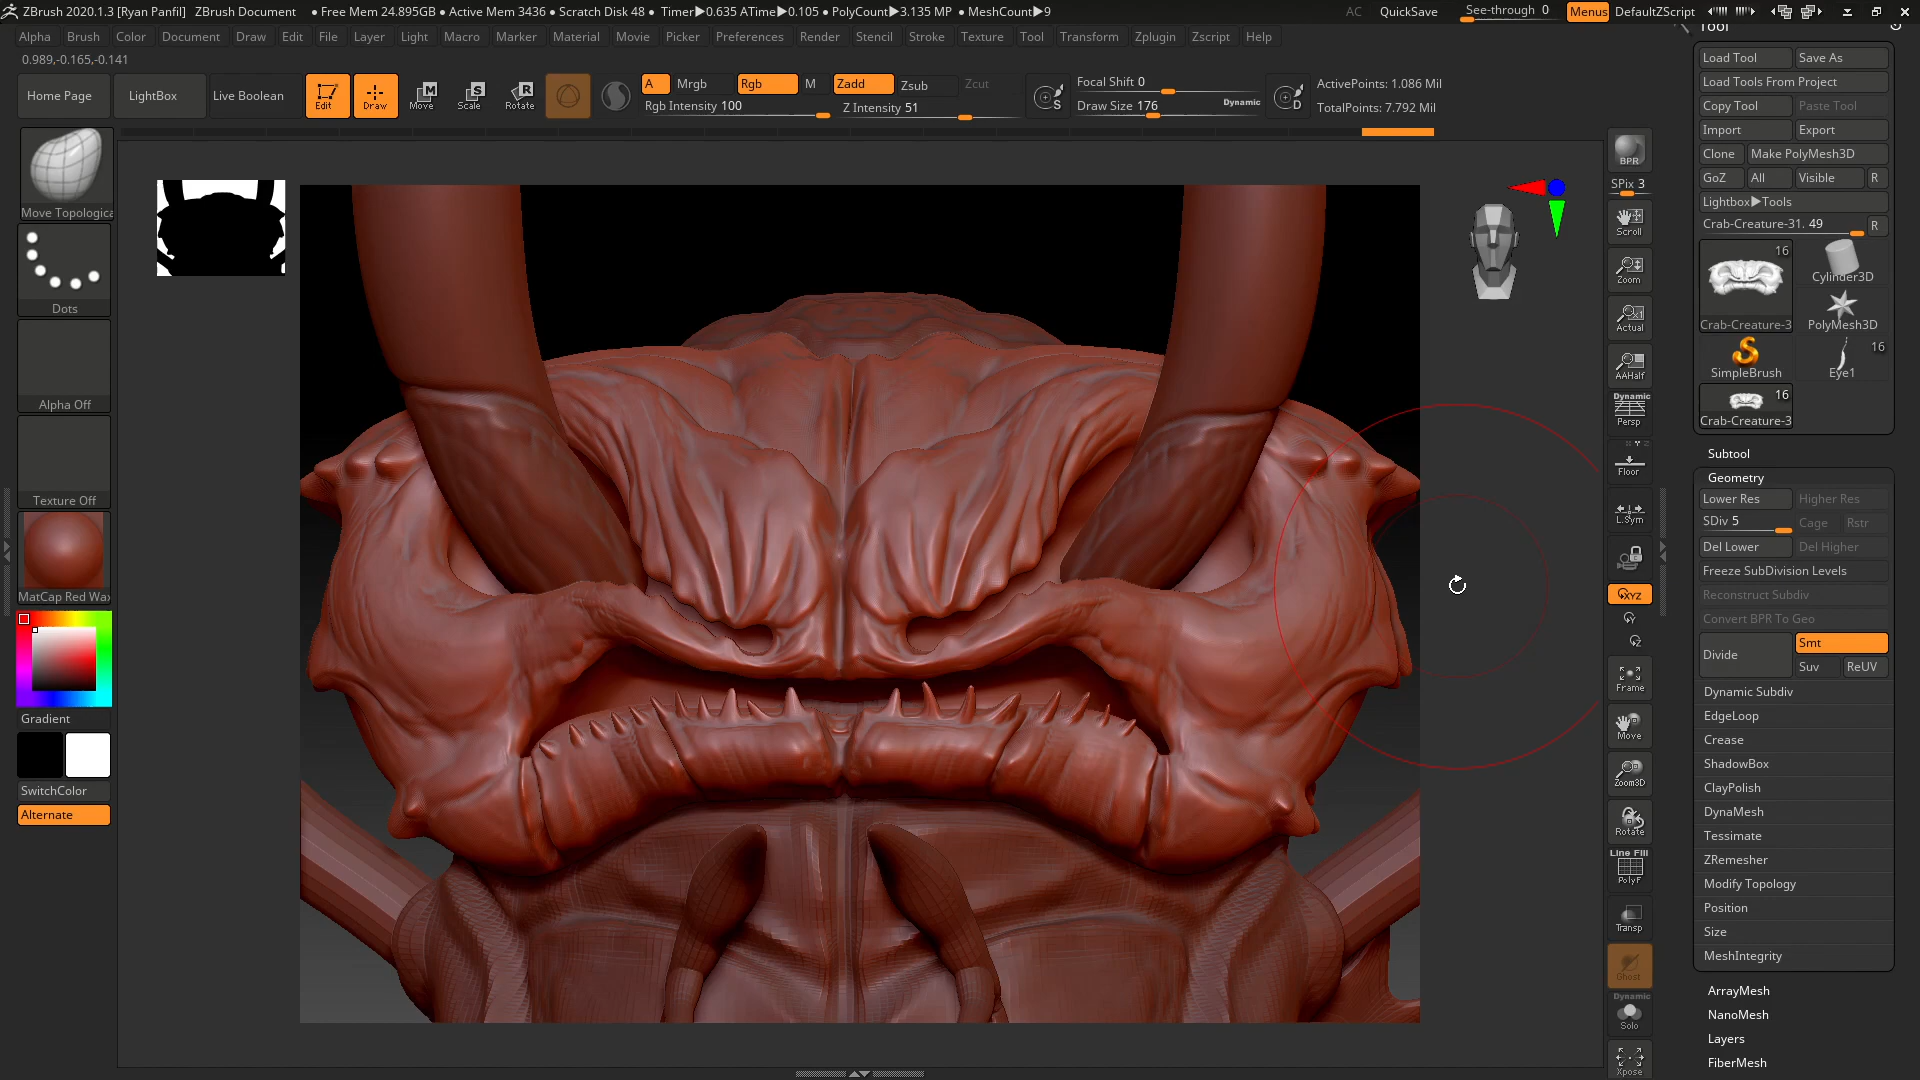 ZBrush 2020.1.3 [Ryan Panfil] ZBrush Document • Free Mem 24.895GB • Active Mem 3436 • Scratch Disk 48 • Timer▶0.635 ATime▶0.105 • PolyCount▶3.135 MP • MeshCount▶9 AC QuickSave See-through 0 Menus DefaultZScript
Alpha Brush Color Document Draw Edit File Layer Light Macro Marker Material Movie Picker Preferences Render Stencil Stroke Texture Tool Transform Zplugin Zscript Help
0.989,-0.165,-0.141
Home Page LightBox Live Boolean Edit Draw Move Scale Rotate
A Mrgb Rgb M Zadd Zsub Zcut
Rgb Intensity 100 Z Intensity 51
S Focal Shift 0
Draw Size 176 Dynamic
D ActivePoints: 1.086 Mil
TotalPoints: 7.792 Mil
Move Topologica
Dots
Alpha Off
Texture Off
MatCap Red Wax
Gradient
SwitchColor
Alternate
BPR
SPix 3
Scroll
Zoom
Actual
AAHalf
Dynamic
Persp
Floor
L.Sym
XYZ
Frame
Move
Zoom3D
Rotate
Line Fill
PolyF
Transp
Ghost
Dynamic
Solo
Xpose
Tool
Load Tool Save As
Load Tools From Project
Copy Tool Paste Tool
Import Export
Clone Make PolyMesh3D
GoZ All Visible R
Lightbox▶Tools
Crab-Creature-31. 49 R
16
Cylinder3D
Crab-Creature-3 PolyMesh3D
16
SimpleBrush Eye1
16
Crab-Creature-3
Subtool
Geometry
Lower Res Higher Res
SDiv 5 Cage Rstr
Del Lower Del Higher
Freeze SubDivision Levels
Reconstruct Subdiv
Convert BPR To Geo
Divide Smt
Suv ReUV
Dynamic Subdiv
EdgeLoop
Crease
ShadowBox
ClayPolish
DynaMesh
Tessimate
ZRemesher
Modify Topology
Position
Size
MeshIntegrity
ArrayMesh
NanoMesh
Layers
FiberMesh